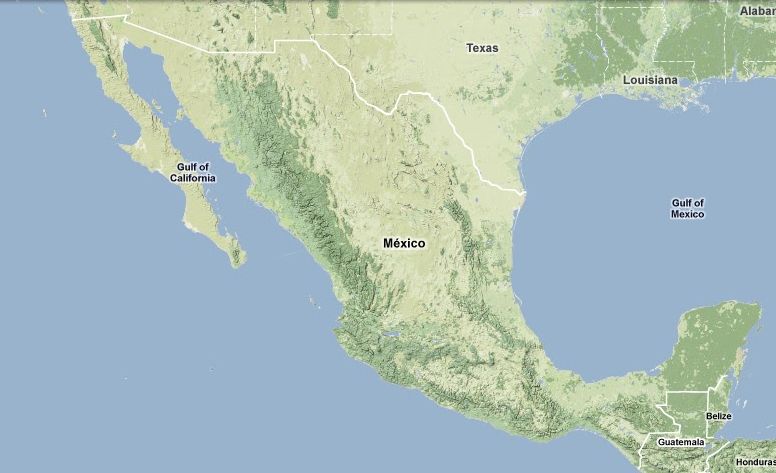 Alabar
Texas
Louisiana
Gulf of
California
Gulf of
Mexico
México
Belize
Guatemala
Honduras